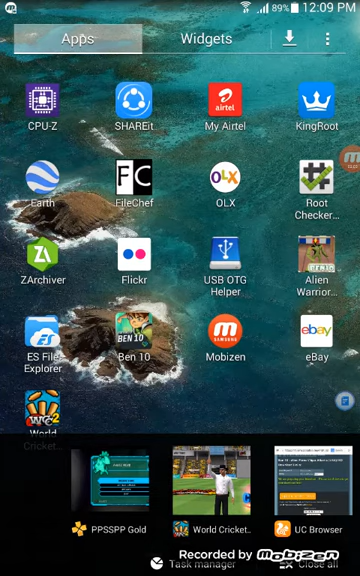 89% 12:09 PM
Apps Widgets
CPU-Z SHAREit My Airtel KingRoot
airtel
Earth FileChef OLX Root Checker...
FC OLX
ZArchiver Flickr USB OTG Helper Alien Warrior...
ES File Explorer Ben 10 Mobizen eBay
BEN 10 SAMSUNG ebay
World Cricket
WCC2
PPSSPP Gold World Cricket.. UC Browser
Task manager Close all
Recorded by mobizen